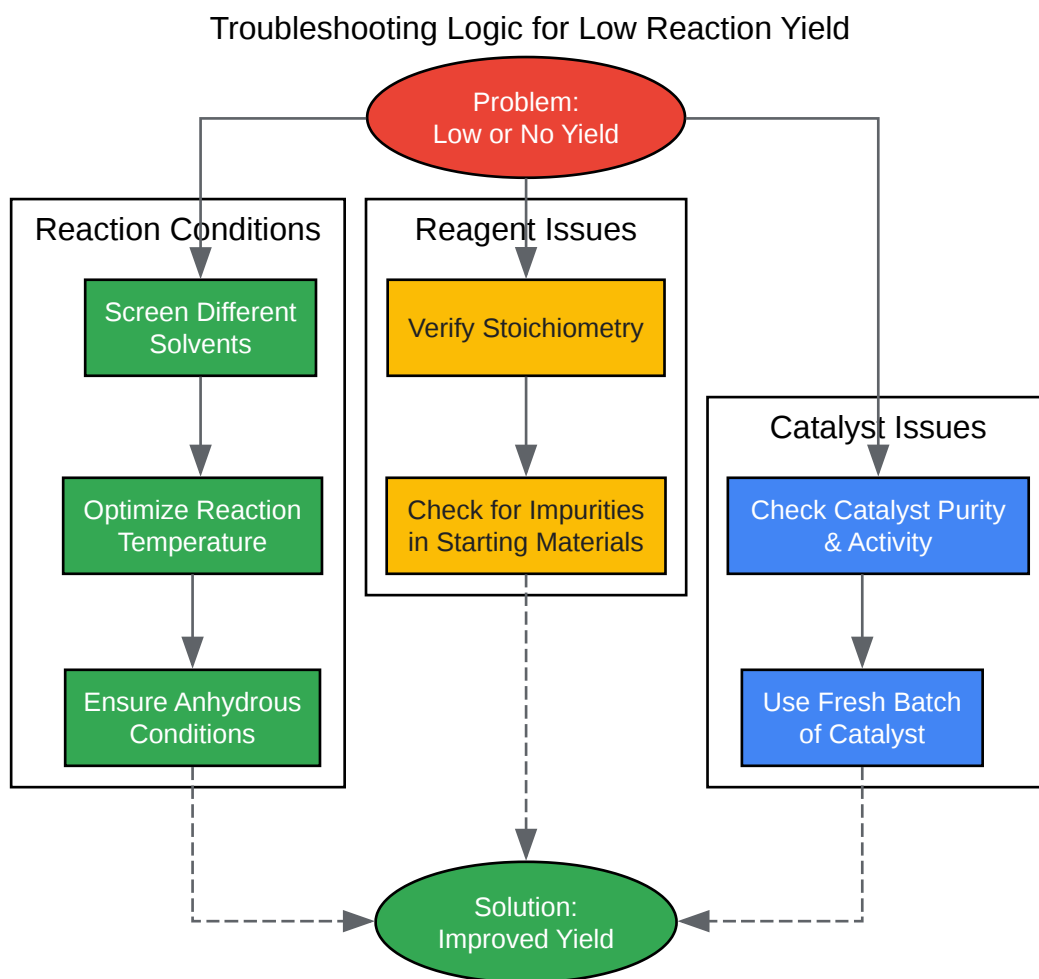 Troubleshooting Logic for Low Reaction Yield
Problem:
Low or No Yield
Reaction Conditions
Screen Different
Solvents
Optimize Reaction
Temperature
Ensure Anhydrous
Conditions
Reagent Issues
Verify Stoichiometry
Check for Impurities
in Starting Materials
Catalyst Issues
Check Catalyst Purity
& Activity
Use Fresh Batch
of Catalyst
Solution:
Improved Yield